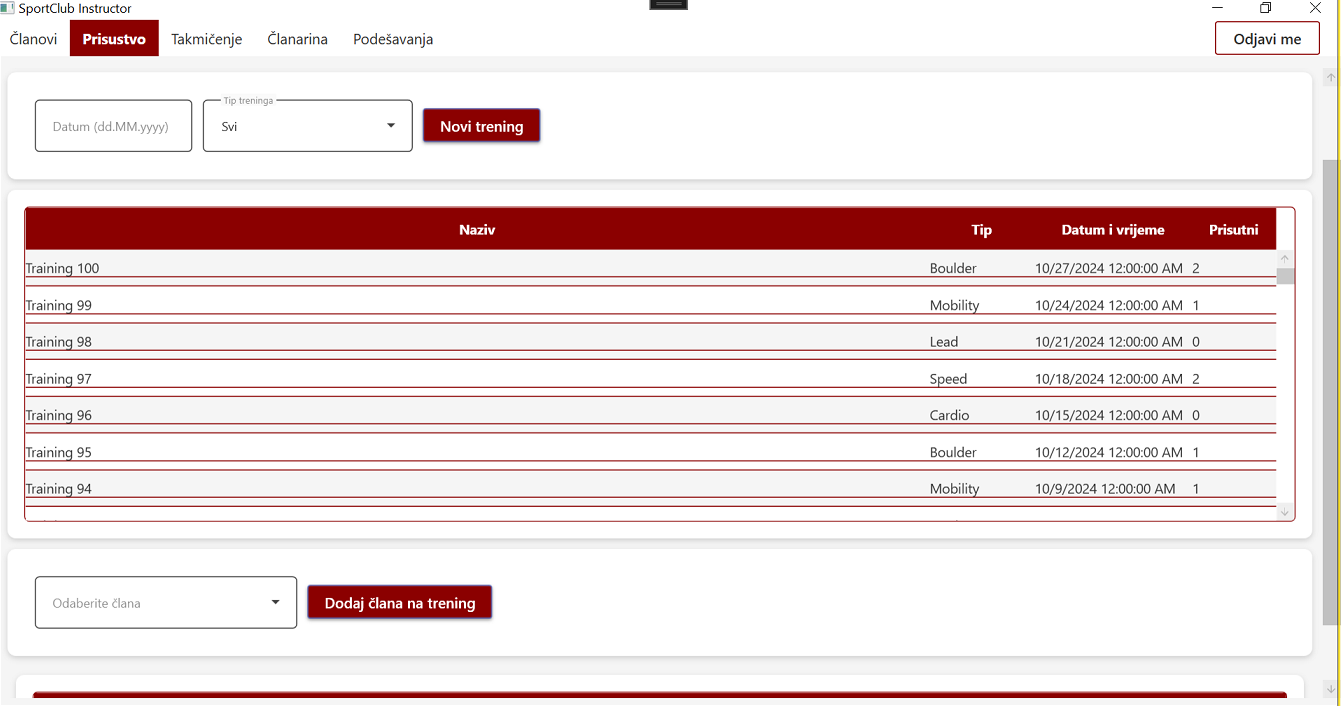 SportClub Instructor
Članovi Prisustvo Takmičenje Članarina Podešavanja Odjavi me
Tip treninga
Datum (dd.MM.yyyy) Svi Novi trening
Naziv Tip Datum i vrijeme Prisutni
Training 100 Boulder 10/27/2024 12:00:00 AM 2
Training 99 Mobility 10/24/2024 12:00:00 AM 1
Training 98 Lead 10/21/2024 12:00:00 AM 0
Training 97 Speed 10/18/2024 12:00:00 AM 2
Training 96 Cardio 10/15/2024 12:00:00 AM 0
Training 95 Boulder 10/12/2024 12:00:00 AM 1
Training 94 Mobility 10/9/2024 12:00:00 AM 1
Odaberite člana Dodaj člana na trening